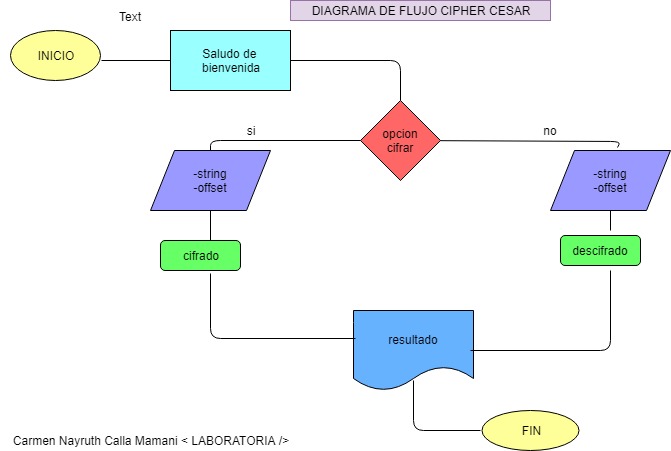 DIAGRAMA DE FLUJO CIPHER CESAR
Text
INICIO
Saludo de
bienvenida
opcion
cifrar
si
no
-string
-offset
-string
-offset
cifrado
descifrado
resultado
FIN
Carmen Nayruth Calla Mamani < LABORATORIA />